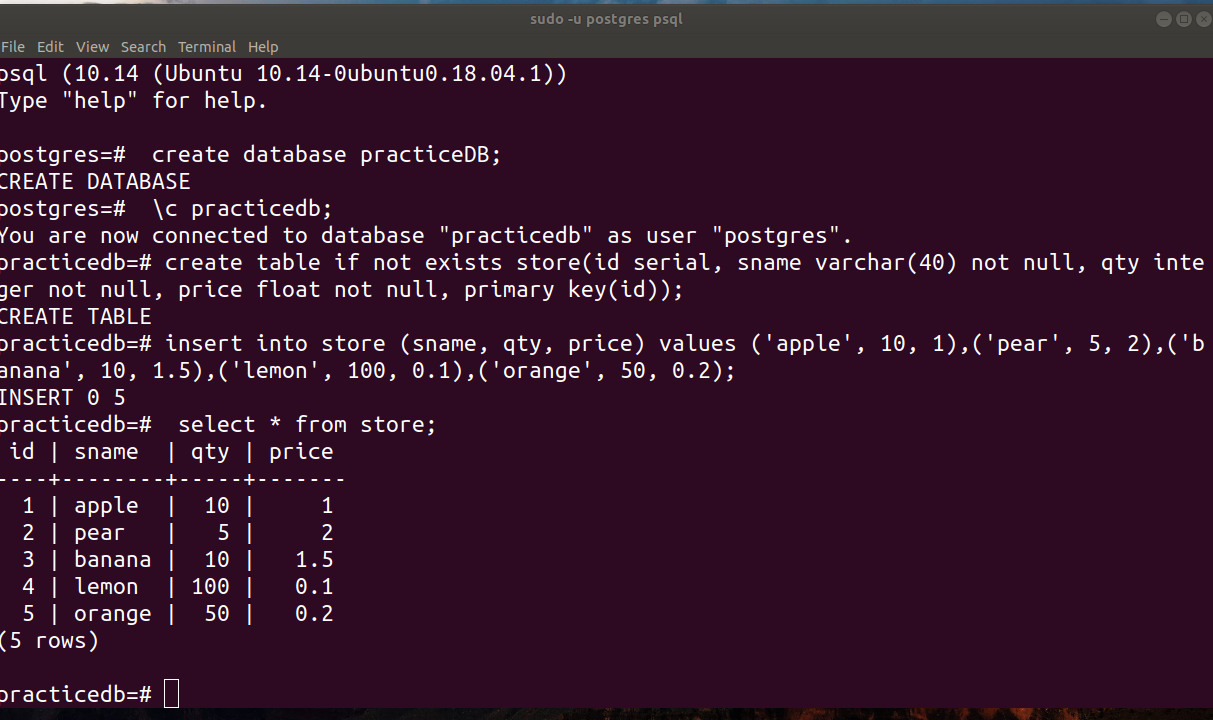 sudo -u postgres psql
File Edit View Search Terminal Help
psql (10.14 (Ubuntu 10.14-0ubuntu0.18.04.1))
Type "help" for help.
postgres=#  create database practiceDB;
CREATE DATABASE
postgres=#  \c practicedb;
You are now connected to database "practicedb" as user "postgres".
practicedb=# create table if not exists store(id serial, sname varchar(40) not null, qty inte
ger not null, price float not null, primary key(id));
CREATE TABLE
practicedb=# insert into store (sname, qty, price) values ('apple', 10, 1),('pear', 5, 2),('b
anana', 10, 1.5),('lemon', 100, 0.1),('orange', 50, 0.2);
INSERT 0 5
practicedb=#  select * from store;
 id | sname  | qty | price
----+--------+-----+-------
  1 | apple  |  10 |     1
  2 | pear   |   5 |     2
  3 | banana |  10 |   1.5
  4 | lemon  | 100 |   0.1
  5 | orange |  50 |   0.2
(5 rows)
practicedb=#